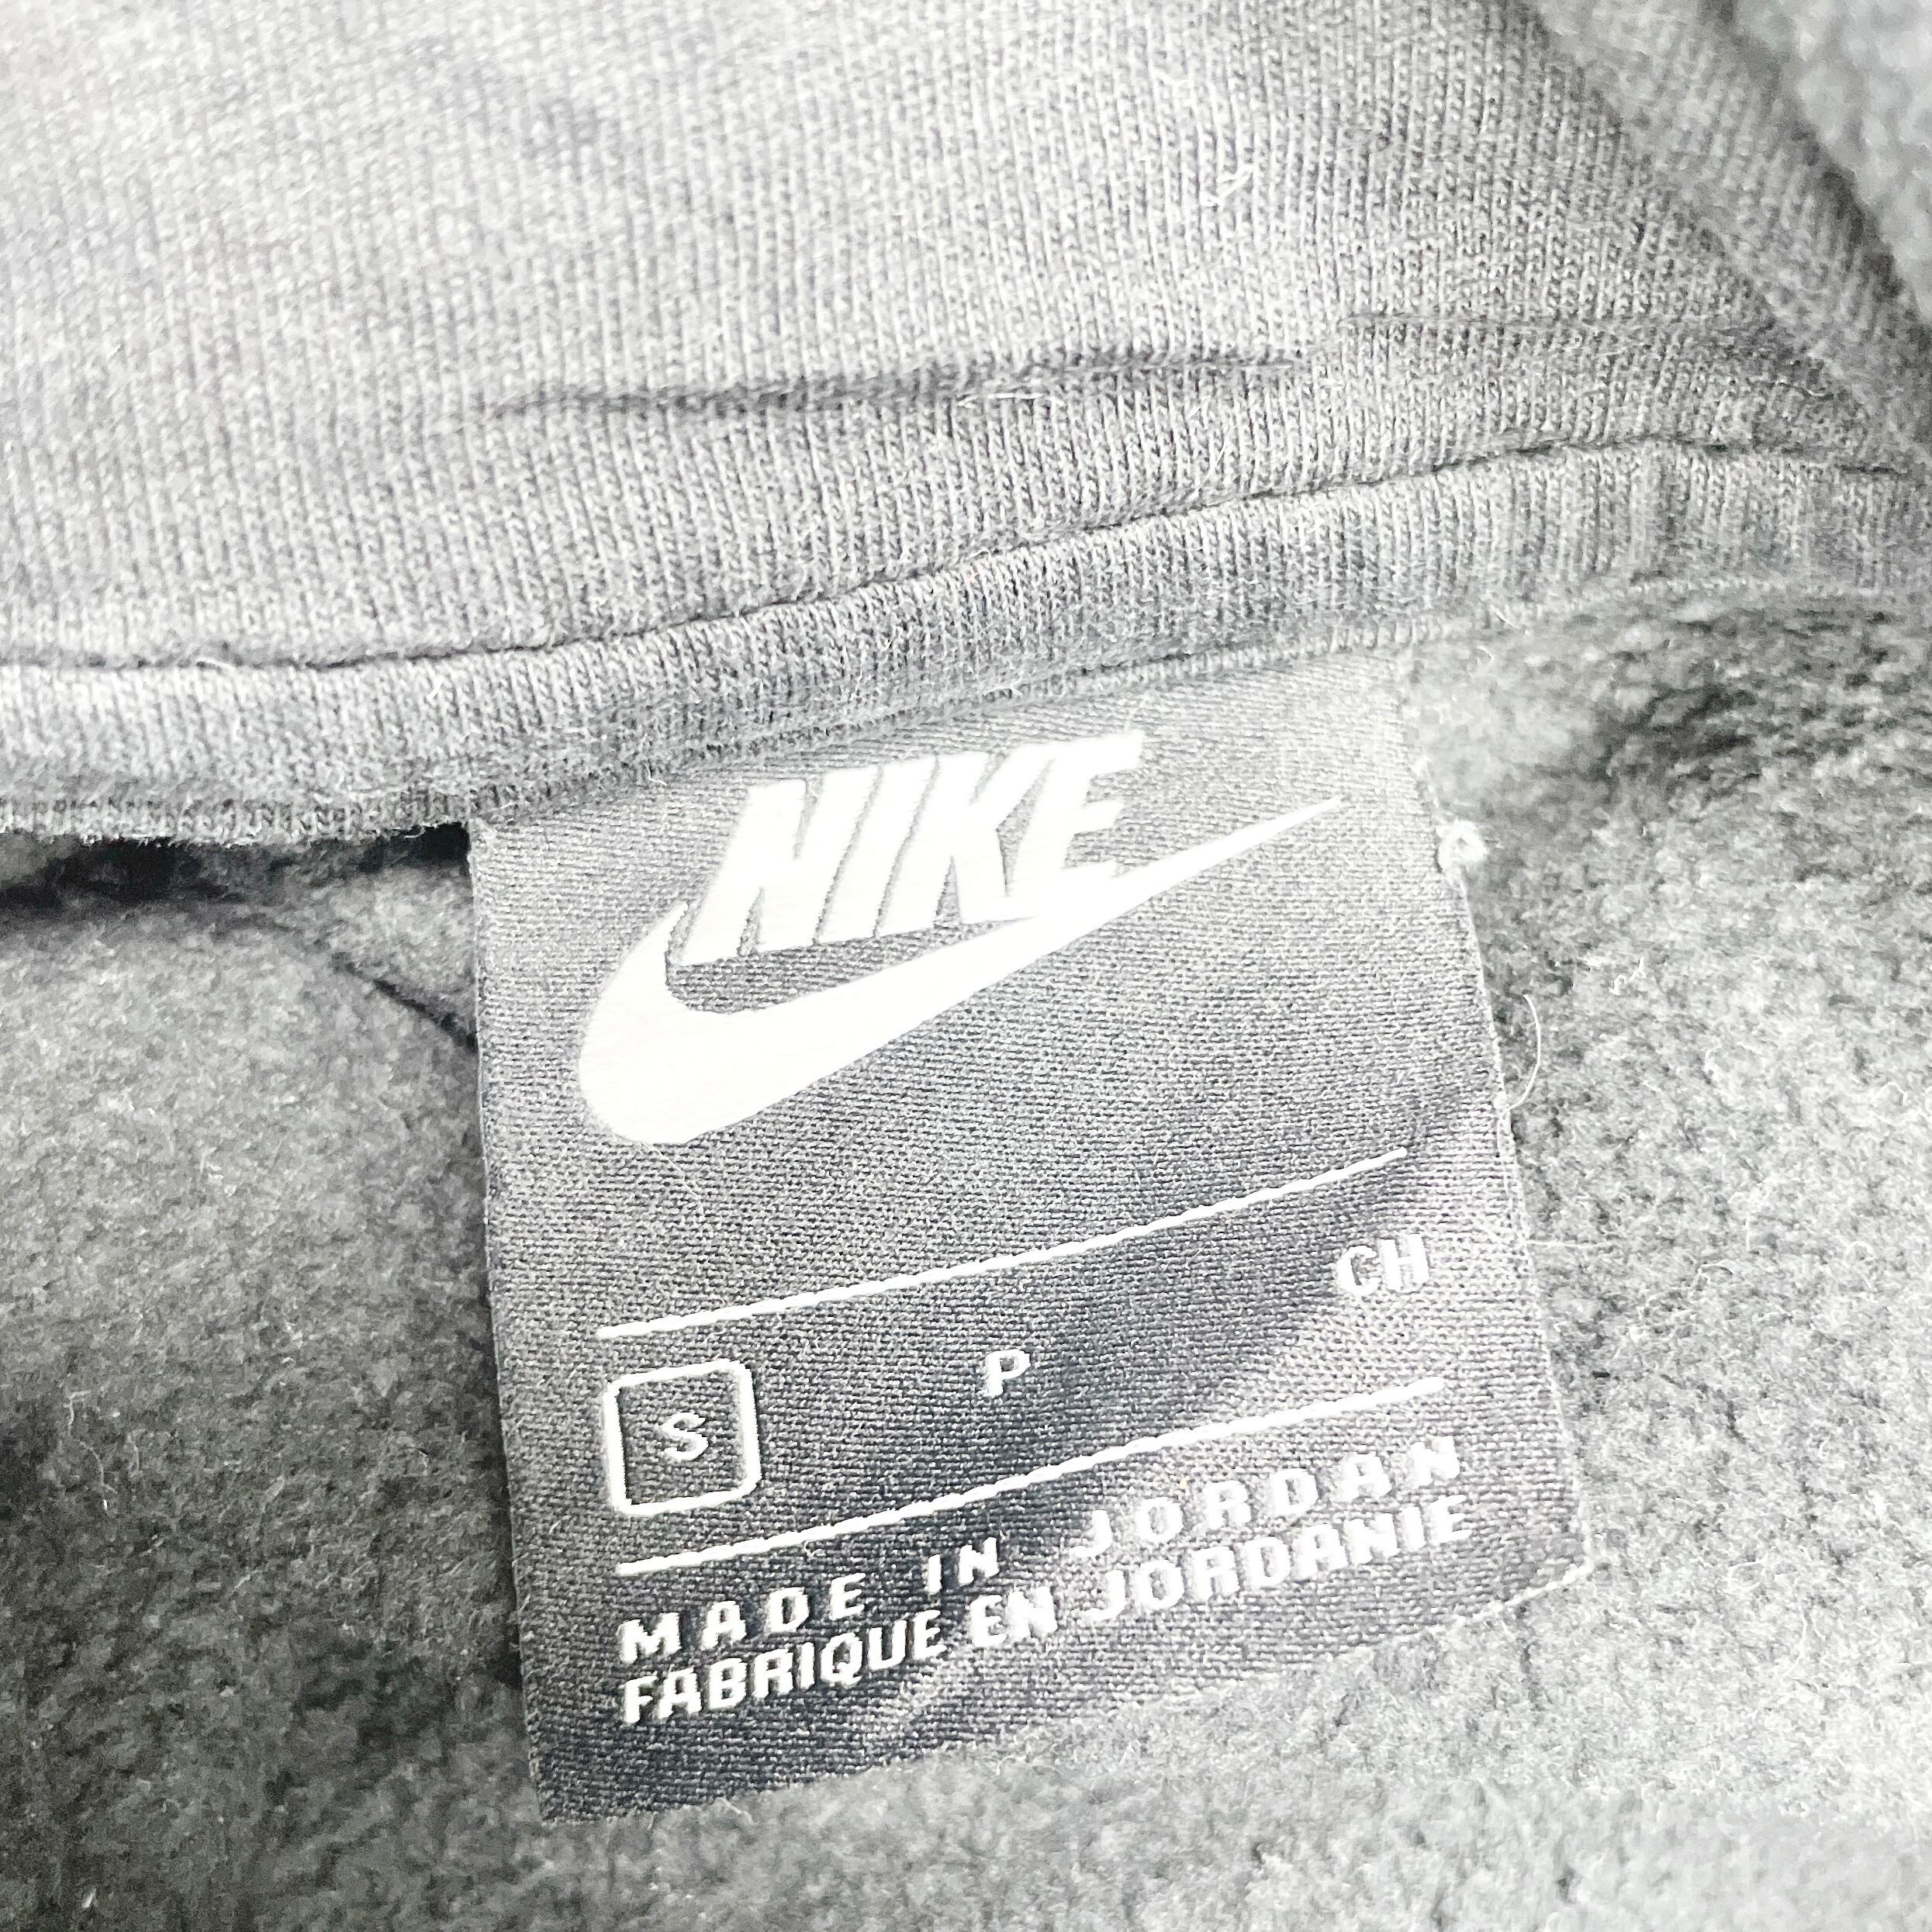 NIKE
S P CH
MADE IN JORDAN
FABRIQUE EN JORDANIE